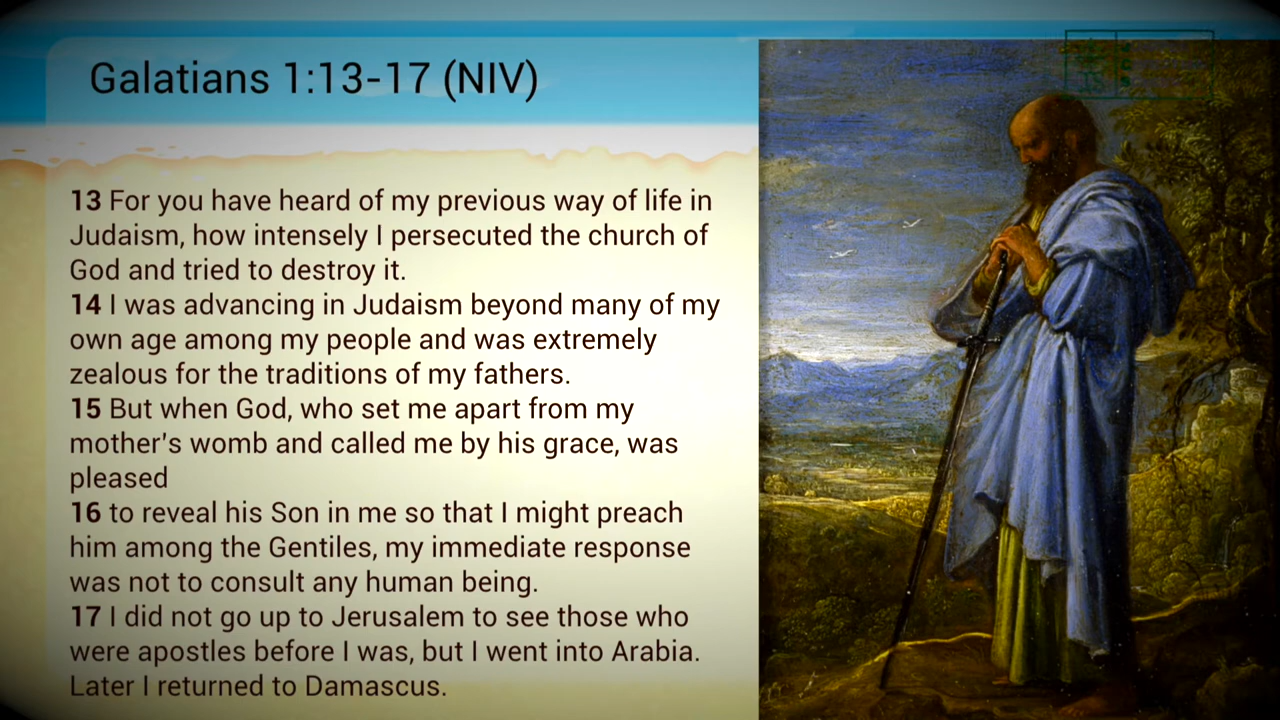 Galatians 1:13-17 (NIV)
13 For you have heard of my previous way of life in
Judaism, how intensely I persecuted the church of
God and tried to destroy it.
14 I was advancing in Judaism beyond many of my
own age among my people and was extremely
zealous for the traditions of my fathers.
15 But when God, who set me apart from my
mother's womb and called me by his grace, was
pleased
16 to reveal his Son in me so that I might preach
him among the Gentiles, my immediate response
was not to consult any human being.
17 I did not go up to Jerusalem to see those who
were apostles before I was, but I went into Arabia.
Later I returned to Damascus.